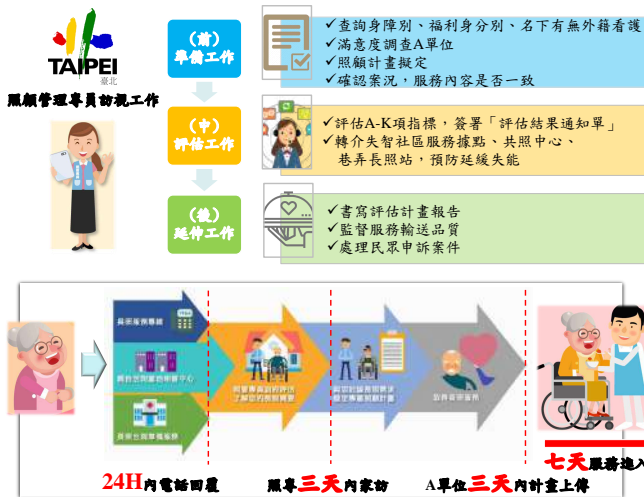 TAIPEI
臺北
照顧管理專員訪視工作
(前)
準備工作
✓查詢身障別、福利身分別、名下有無外籍看護
✓滿意度調查A單位
✓照顧計畫擬定
✓確認案況，服務內容是否一致
(中)
評估工作
✓評估A-K項指標，簽署「評估結果通知單」
✓轉介失智社區服務據點、共照中心、
巷弄長照站，預防延緩失能
(後)
延伸工作
✓書寫評估計畫報告
✓監督服務輸送品質
✓處理民眾申訴案件
長照服務專線
七天服務進入
24H內電話回覆
照專三天內家訪
A單位三天內計畫上傳